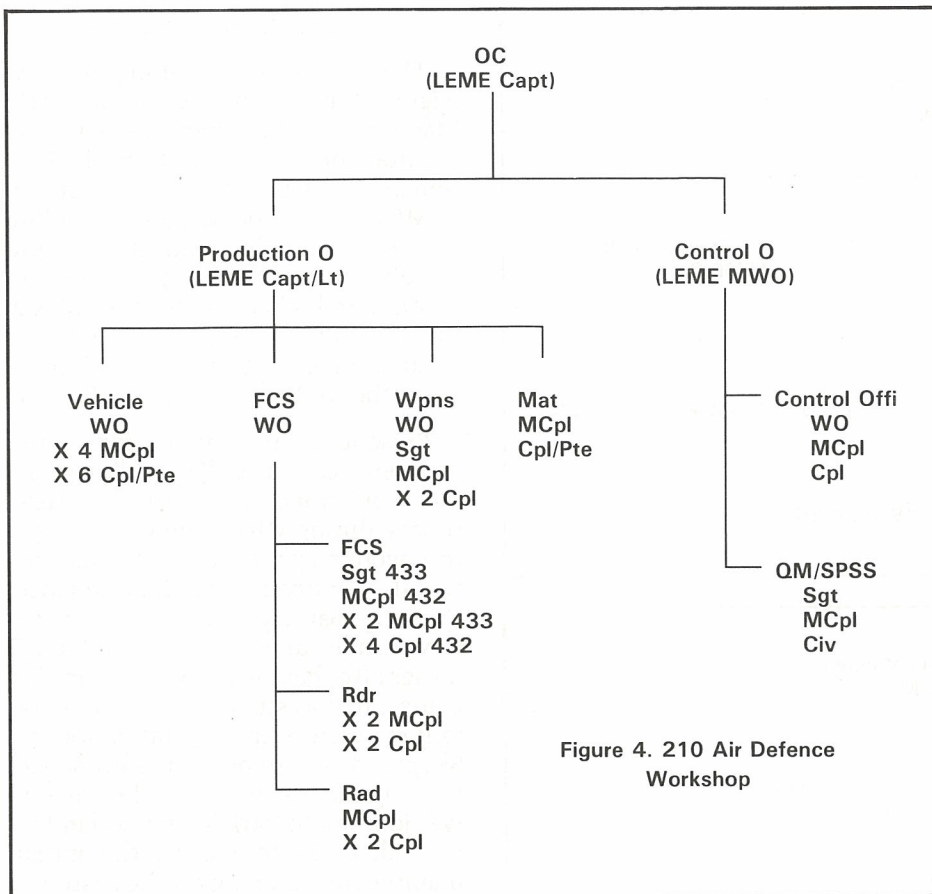 OC
(LEME Capt)
Production O
(LEME Capt/Lt)
Control O
(LEME MWO)
Vehicle
WO
X 4 MCpl
X 6 Cpl/Pte
FCS
WO
Wpns
WO
Sgt
MCpl
X 2 Cpl
Mat
MCpl
Cpl/Pte
FCS
Sgt 433
MCpl 432
X 2 MCpl 433
X 4 Cpl 432
Rdr
X 2 MCpl
X 2 Cpl
Rad
MCpl
X 2 Cpl
Control Offi
WO
MCpl
Cpl
QM/SPSS
Sgt
MCpl
Civ
Figure 4. 210 Air Defence
Workshop